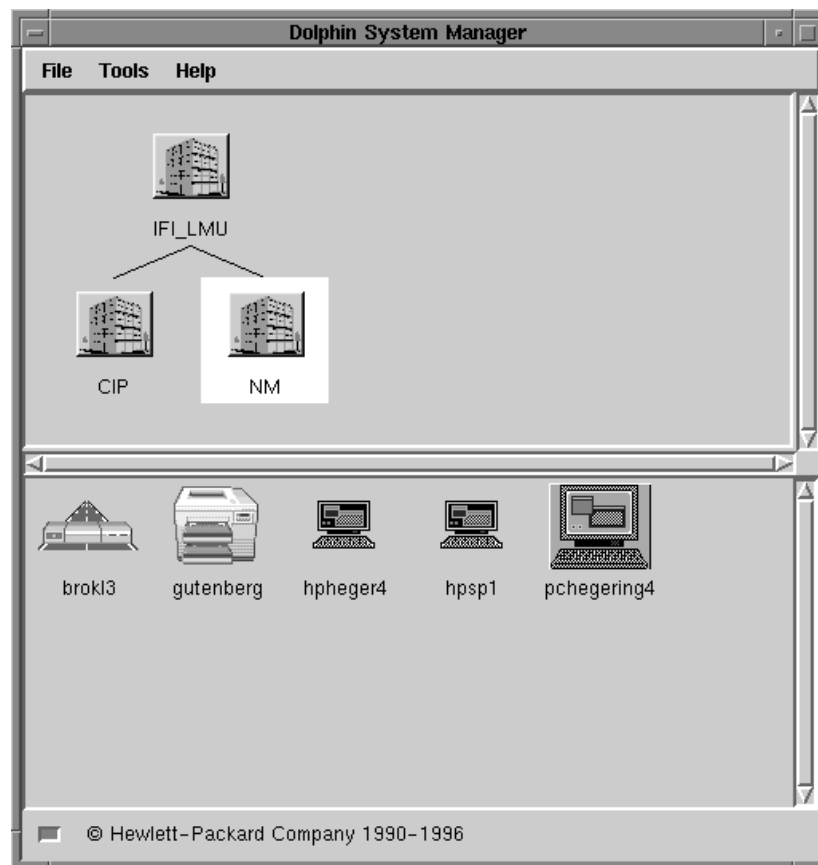 Dolphin System Manager
File Tools Help
IFI_LMU
CIP NM
brokl3 gutenberg hpheger4 hpsp1 pchegering4
© Hewlett-Packard Company 1990-1996